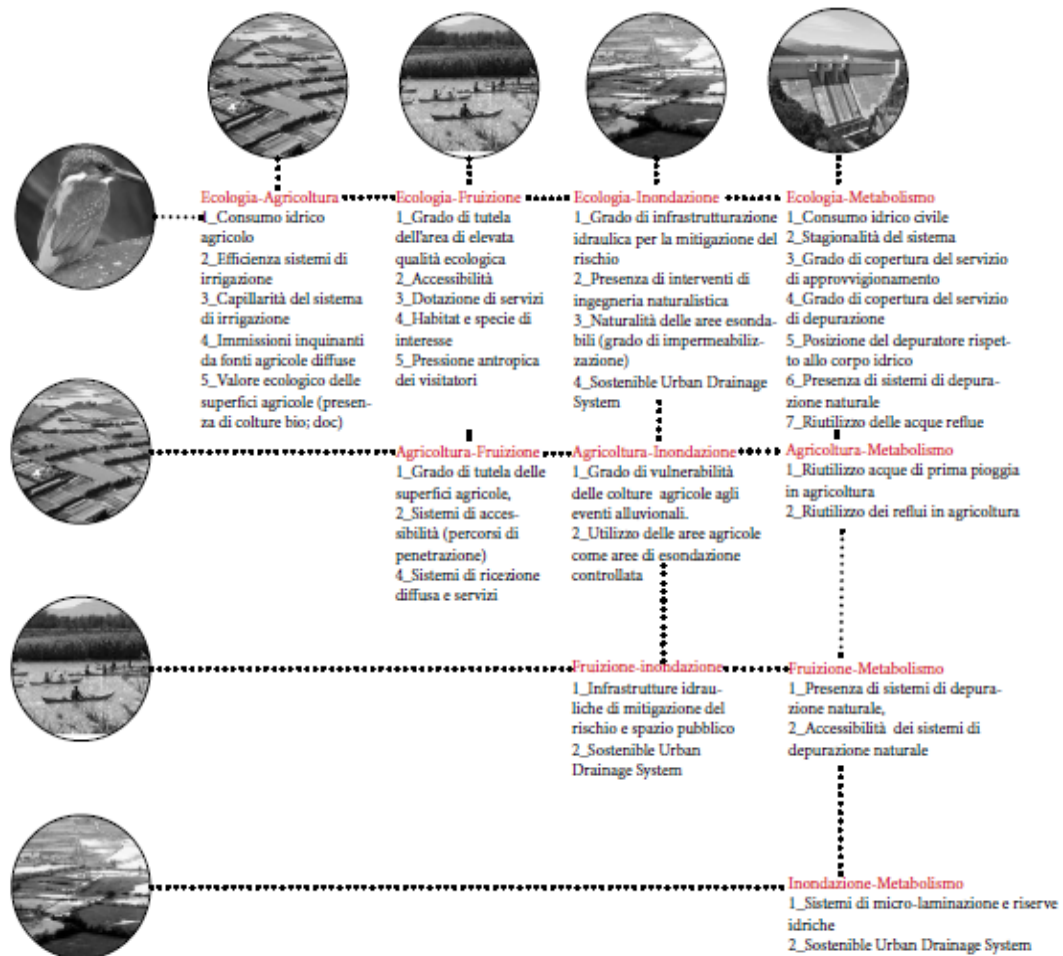 Ecologia-Agricoltura
1_Consumo idrico
agricolo
2_Efficienza sistemi di
irrigazione
3_Capillarità del sistema
di irrigazione
4_Immissioni inquinanti
da fonti agricole diffuse
5_Valore ecologico delle
superfici agricole (presen-
za di colture bio; doc)
Ecologia-Fruizione
1_Grado di tutela
dell'area di elevata
qualità ecologica
2_Accessibilità
3_Dotazione di servizi
4_Habitat e specie di
interesse
5_Pressione antropica
dei visitatori
Ecologia-Inondazione
1_Grado di infrastrutturazione
idraulica per la mitigazione del
rischio
2_Presenza di interventi di
ingegneria naturalistica
3_Naturalità delle aree esonda-
bili (grado di impermeabiliz-
zazione)
4_Sostenible Urban Drainage
System
Ecologia-Metabolismo
1_Consumo idrico civile
2_Stagionalità del sistema
3_Grado di copertura del servizio
di approvvigionamento
4_Grado di copertura del servizio
di depurazione
5_Posizione del depuratore rispet-
to allo corpo idrico
6_Presenza di sistemi di depura-
zione naturale
7_Riutilizzo delle acque reflue
Agricoltura-Fruizione
1_Grado di tutela delle
superfici agricole,
2_Sistemi di acces-
sibilità (percorsi di
penetrazione)
4_Sistemi di ricezione
diffusa e servizi
Agricoltura-Inondazione
1_Grado di vulnerabilità
delle colture agricole agli
eventi alluvionali.
2_Utilizzo delle aree agricole
come aree di esondazione
controllata
Agricoltura-Metabolismo
1_Riutilizzo acque di prima pioggia
in agricoltura
2_Riutilizzo dei reflui in agricoltura
Fruizione-inondazione
1_Infrastrutture idrau-
liche di mitigazione del
rischio e spazio pubblico
2_Sostenible Urban
Drainage System
Fruizione-Metabolismo
1_Presenza di sistemi di depura-
zione naturale,
2_Accessibilità dei sistemi di
depurazione naturale
Inondazione-Metabolismo
1_Sistemi di micro-laminazione e riserve
idriche
2_Sostenible Urban Drainage System